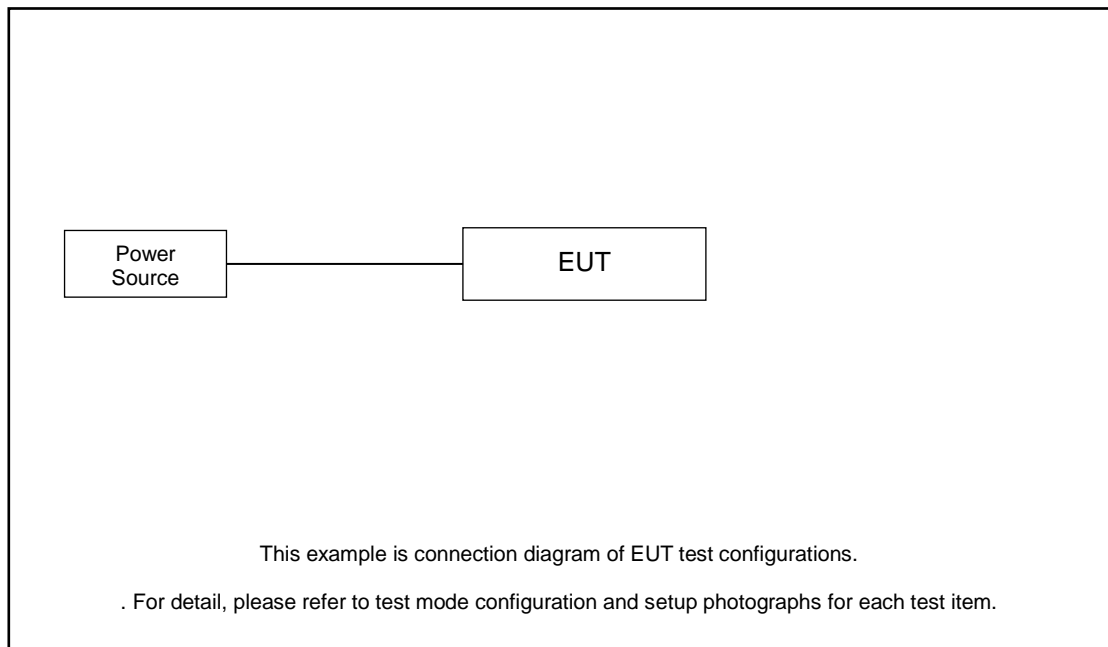 Power
Source
EUT
This example is connection diagram of EUT test configurations.
. For detail, please refer to test mode configuration and setup photographs for each test item.